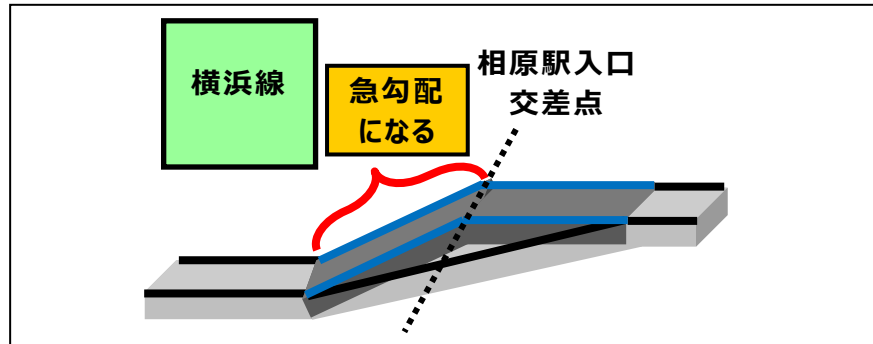 横浜線
急勾配
になる
相原駅入口
交差点